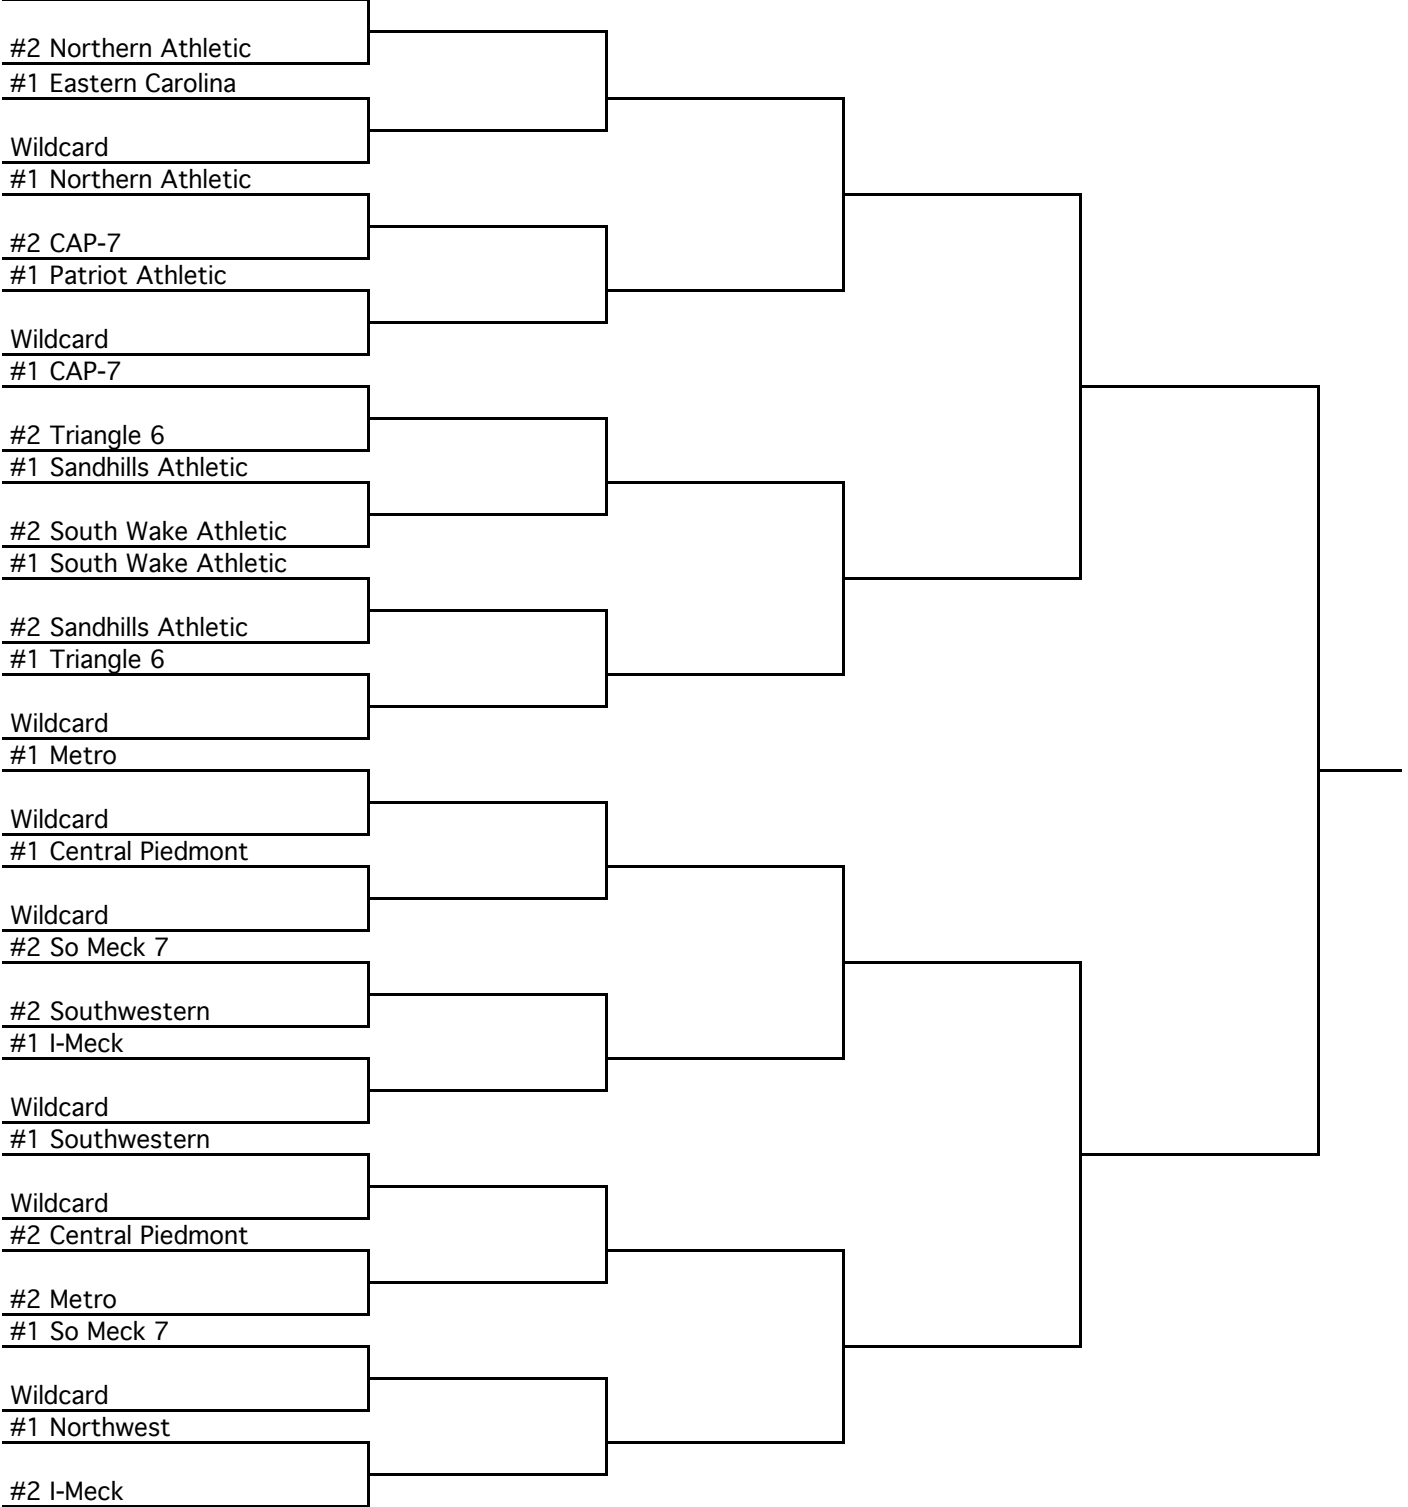 #2 Northern Athletic
#1 Eastern Carolina
Wildcard
#1 Northern Athletic
#2 CAP-7
#1 Patriot Athletic
Wildcard
#1 CAP-7
#2 Triangle 6
#1 Sandhills Athletic
#2 South Wake Athletic
#1 South Wake Athletic
#2 Sandhills Athletic
#1 Triangle 6
Wildcard
#1 Metro
Wildcard
#1 Central Piedmont
Wildcard
#2 So Meck 7
#2 Southwestern
#1 I-Meck
Wildcard
#1 Southwestern
Wildcard
#2 Central Piedmont
#2 Metro
#1 So Meck 7
Wildcard
#1 Northwest
#2 I-Meck